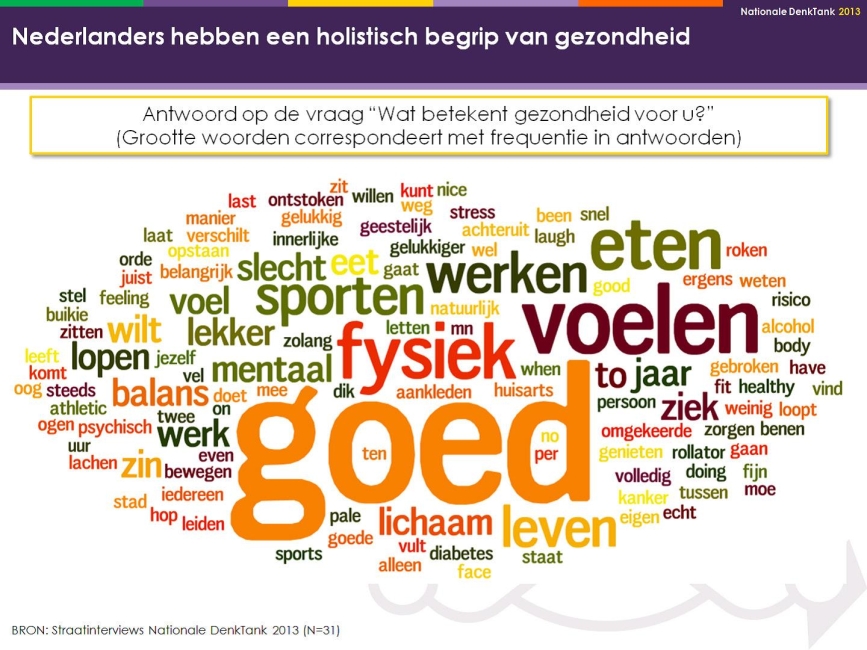 Nationale DenkTank 2013
Nederlanders hebben een holistisch begrip van gezondheid
Antwoord op de vraag “Wat betekent gezondheid voor u?”
(Grootte woorden correspondeert met frequentie in antwoorden)
zit
last ontstoken willen kunt nice
weg
manier gelukkig stress been snel
geestelijk
laat verschilt innerlijke achteruit laugh eten
opstaan gelukkiger wel roken
orde slecht eet gaat werken
juist belangrijk good ergens weten
stel feeling voel sporten natuurlijk voelen risico
buikie
zitten wilt lekker zolang letten mn alcohol
leeft lopen jezelf fysiek body
komt vel mentaal when to jaar gebroken have
oog steeds balans doet mee dik aankleden huisarts fit healthy vind
athletic twee on goed persoon ziek weinig loopt
ogen psychisch werk no omgekeerde zorgen benen
uur even ten per genieten rollator gaan
lachen zin bewegen volledig doing fijn
stad iedereen kanker tussen moe
hop leiden pale lichaam leven eigen echt
goede
sports vult diabetes staat
alleen face
BRON: Straatinterviews Nationale DenkTank 2013 (N=31)